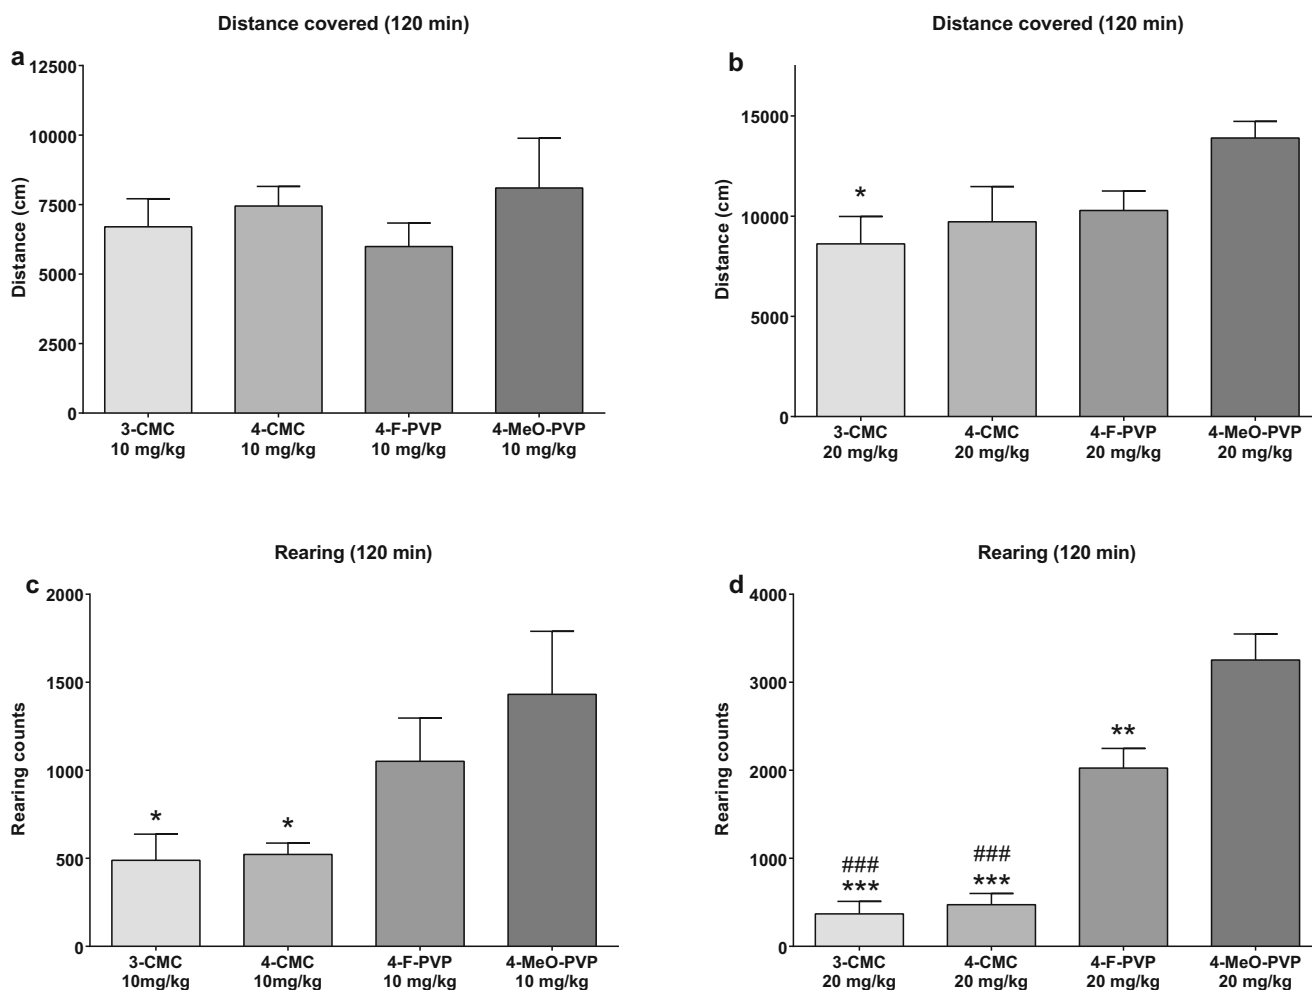 Distance covered (120 min)
a
12500
10000
7500
5000
2500
0
Distance (cm)
3-CMC 4-CMC 4-F-PVP 4-MeO-PVP
10 mg/kg 10 mg/kg 10 mg/kg 10 mg/kg
Distance covered (120 min)
b
15000
10000
5000
0
Distance (cm)
*
3-CMC 4-CMC 4-F-PVP 4-MeO-PVP
20 mg/kg 20 mg/kg 20 mg/kg 20 mg/kg
Rearing (120 min)
c
2000
1500
1000
500
0
Rearing counts
* *
3-CMC 4-CMC 4-F-PVP 4-MeO-PVP
10mg/kg 10mg/kg 10 mg/kg 10 mg/kg
Rearing (120 min)
d
4000
3000
2000
1000
0
Rearing counts
**
### ###
*** ***
3-CMC 4-CMC 4-F-PVP 4-MeO-PVP
20 mg/kg 20 mg/kg 20 mg/kg 20 mg/kg